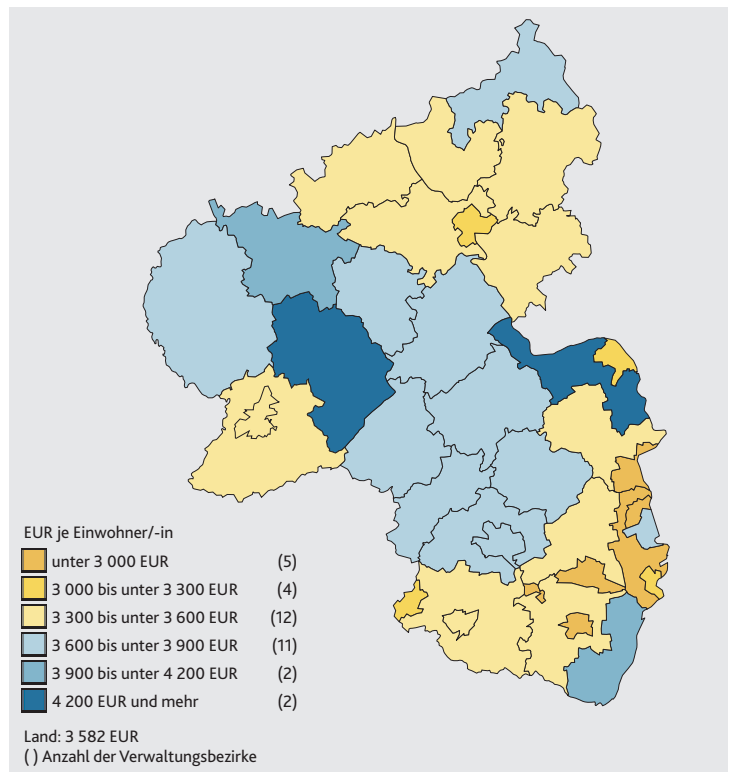 EUR je Einwohner/-in
unter 3 000 EUR (5)
3 000 bis unter 3 300 EUR (4)
3 300 bis unter 3 600 EUR (12)
3 600 bis unter 3 900 EUR (11)
3 900 bis unter 4 200 EUR (2)
4 200 EUR und mehr (2)
Land: 3 582 EUR
( ) Anzahl der Verwaltungsbezirke